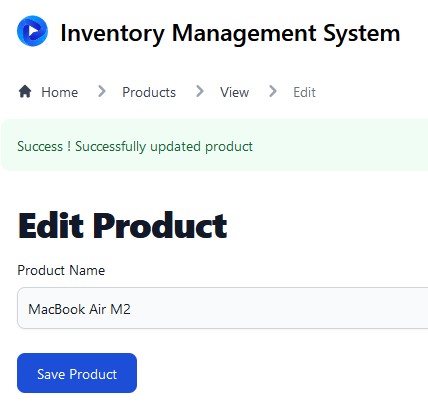 Inventory Management System
Home > Products > View > Edit
Success ! Successfully updated product
Edit Product
Product Name
MacBook Air M2
Save Product